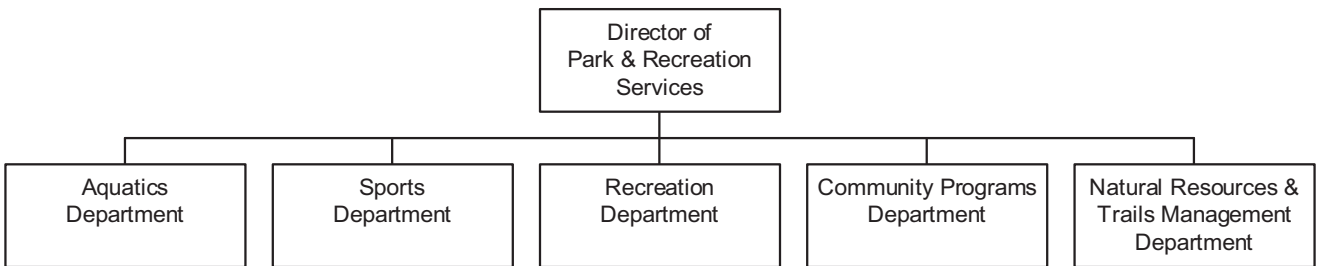 Director of
Park & Recreation
Services
Aquatics
Department
Sports
Department
Recreation
Department
Community Programs
Department
Natural Resources &
Trails Management
Department